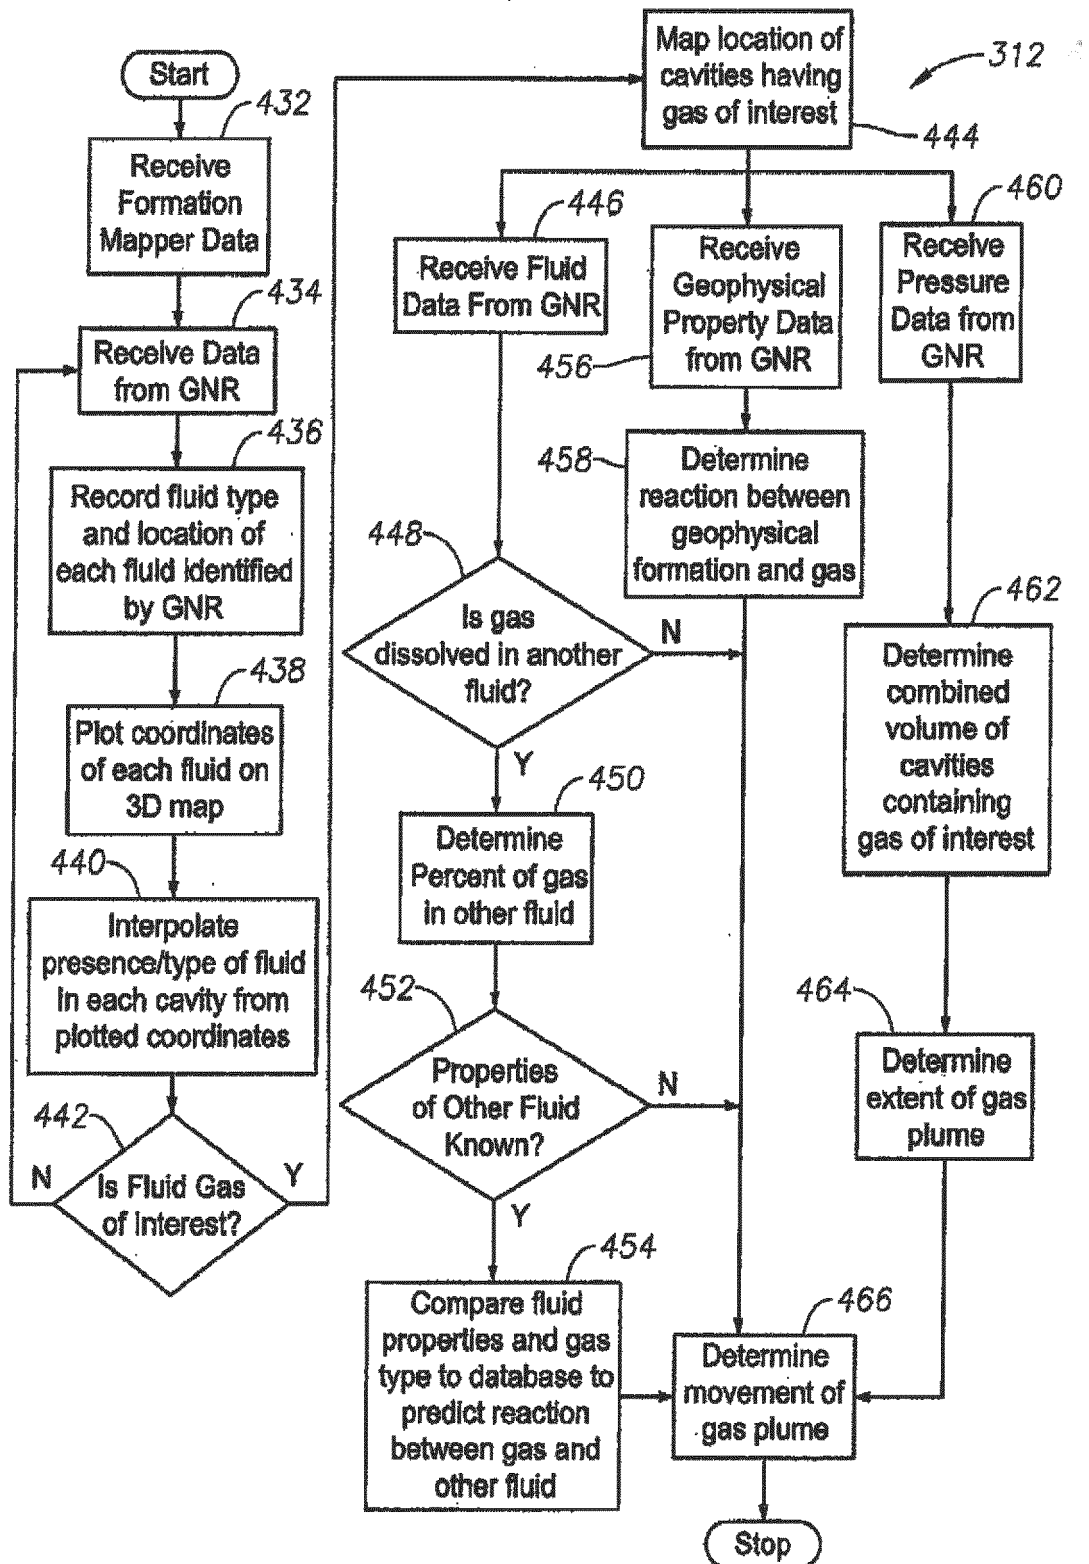 Start
432
Receive
Formation
Mapper Data
434
Receive Data
from GNR
436
Record fluid type
and location of
each fluid identified
by GNR
438
Plot coordinates
of each fluid on
3D map
440
Interpolate
presence/type of fluid
In each cavity from
plotted coordinates
442
Is Fluid Gas
of interest?
N
Y
Map location of
cavities having
gas of interest
312
444
446
Receive Fluid
Data From GNR
448
Is gas
dissolved in another
fluid?
N
Y
450
Determine
Percent of gas
in other fluid
452
Properties
of Other Fluid
Known?
N
Y
454
Compare fluid
properties and gas
type to database to
predict reaction
between gas and
other fluid
Receive
Geophysical
Property Data
from GNR
456
458
Determine
reaction between
geophysical
formation and gas
460
Receive
Pressure
Data from
GNR
462
Determine
combined
volume of
cavities
containing
gas of interest
464
Determine
extent of gas
plume
466
Determine
movement of
gas plume
Stop